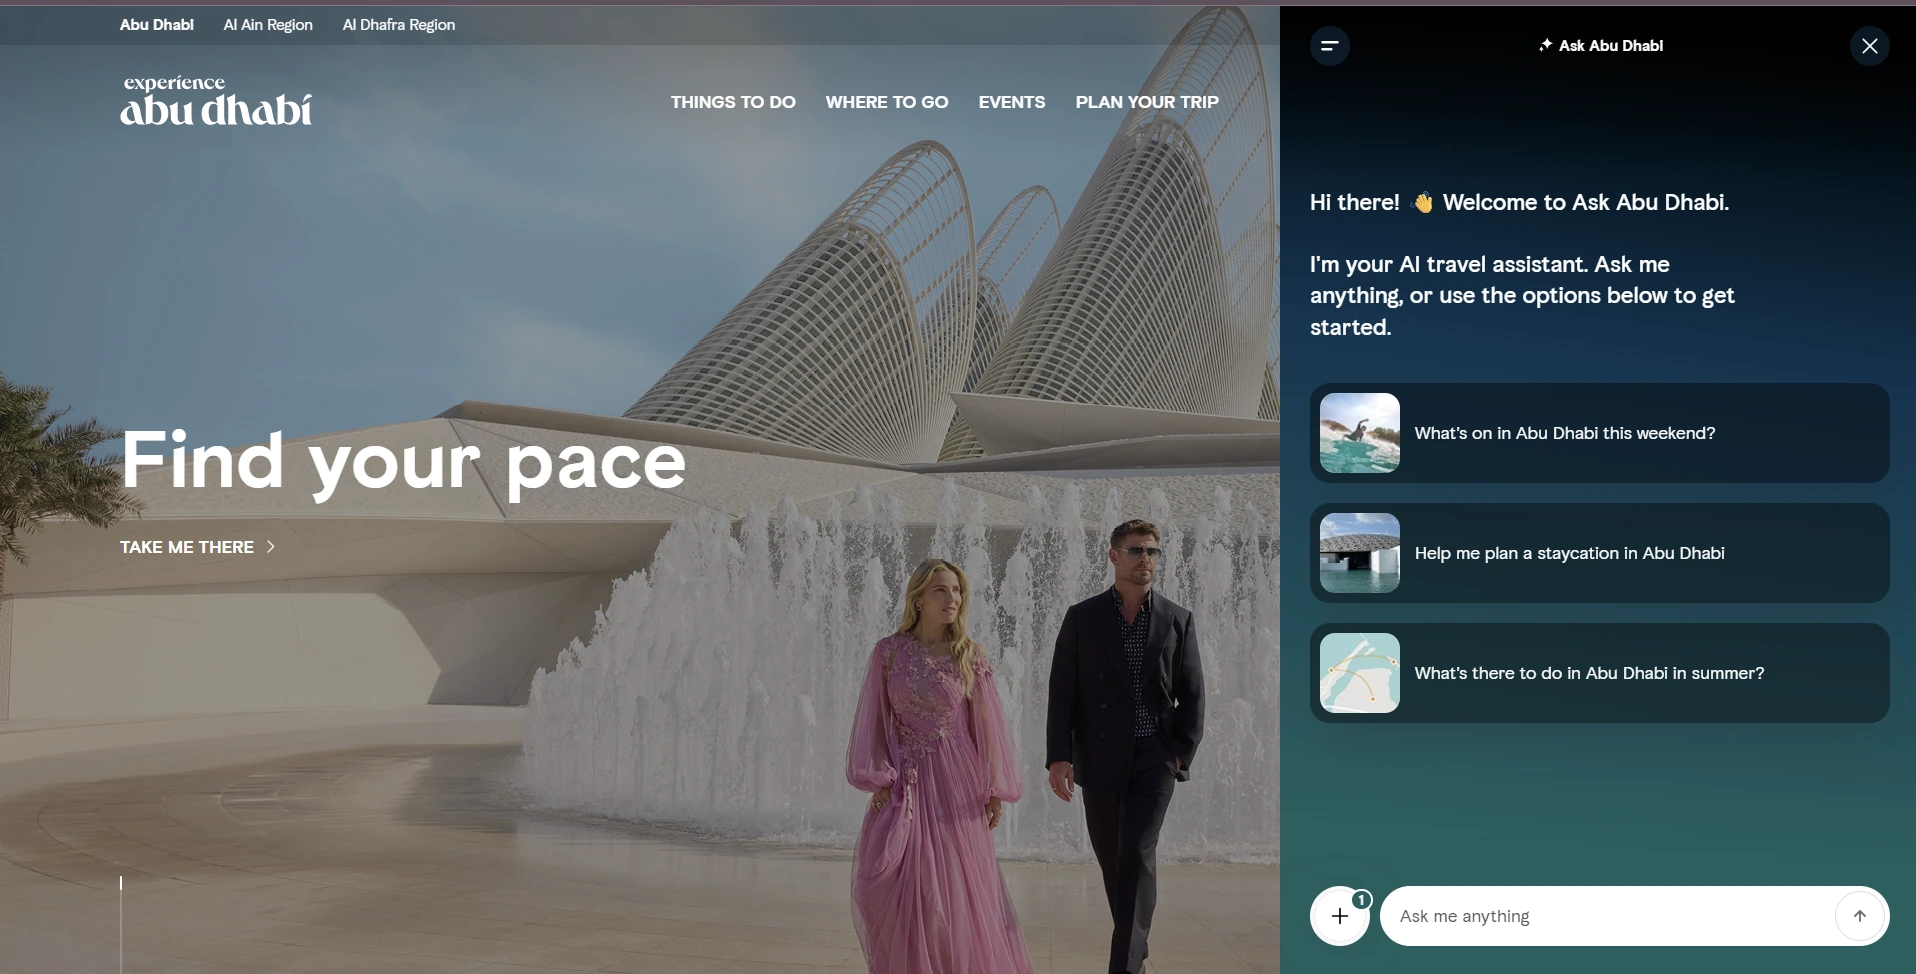 Abu Dhabi
Al Ain Region
Al Dhafra Region
experíence
abu dhabí
THINGS TO DO
WHERE TO GO
EVENTS
PLAN YOUR TRIP
Find your pace
TAKE ME THERE
Ask Abu Dhabi
Hi there! 👋 Welcome to Ask Abu Dhabi.
I'm your AI travel assistant. Ask me
anything, or use the options below to get
started.
What's on in Abu Dhabi this weekend?
Help me plan a staycation in Abu Dhabi
What's there to do in Abu Dhabi in summer?
1
Ask me anything